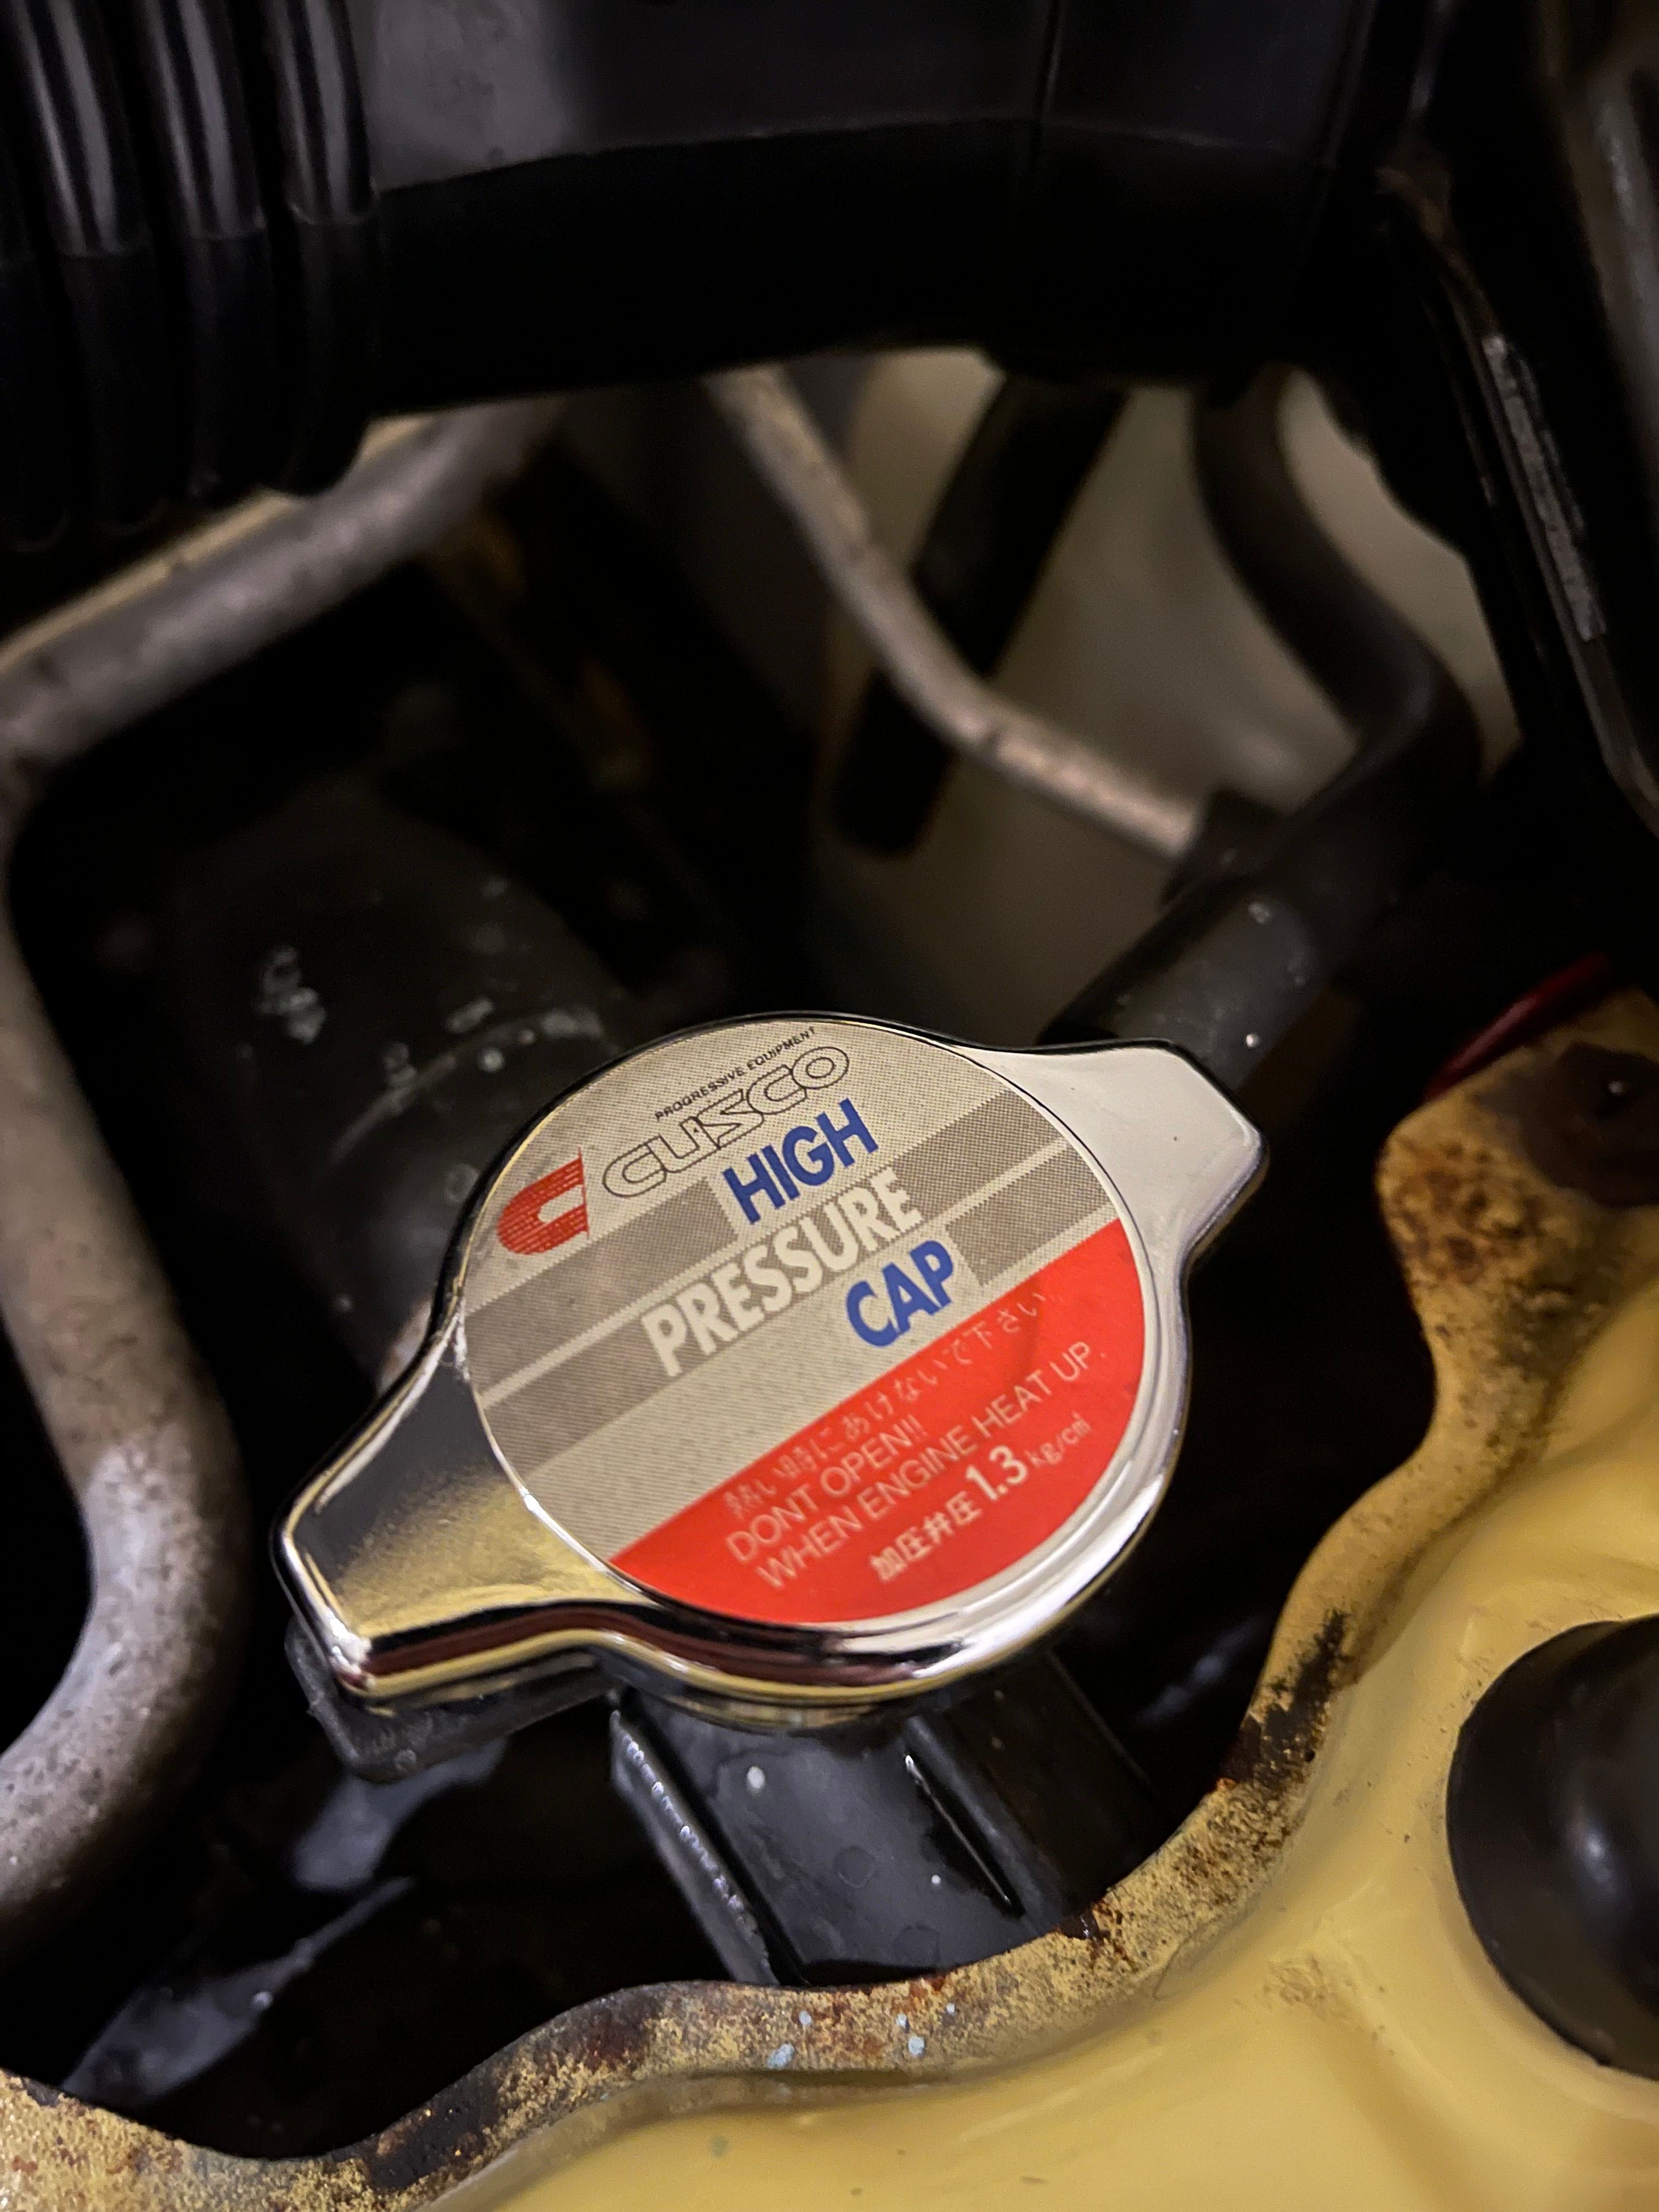 PROGRESSIVE EQUIPMENT
CUSCO
HIGH
PRESSURE
CAP
熱い時にあけないで下さい。
DONT OPEN!!
WHEN ENGINE HEAT UP.
加圧弁圧 1.3 kg/c㎡